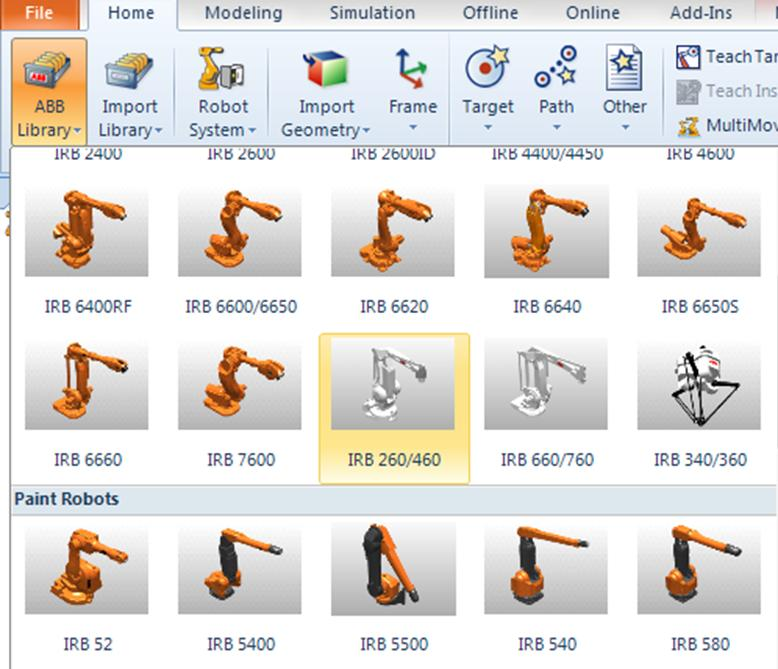 File Home Modeling Simulation Offline Online Add-Ins
ABB
ABB Library
Import Library
Robot System
Import Geometry
Frame
Target
Path
Other
Teach Tar
Teach Ins
MultiMov
IRB 2400 IRB 2600 IRB 2600ID IRB 4400/4450 IRB 4600
IRB 6400RF IRB 6600/6650 IRB 6620 IRB 6640 IRB 6650S
IRB 6660 IRB 7600 IRB 260/460 IRB 660/760 IRB 340/360
Paint Robots
IRB 52 IRB 5400 IRB 5500 IRB 540 IRB 580